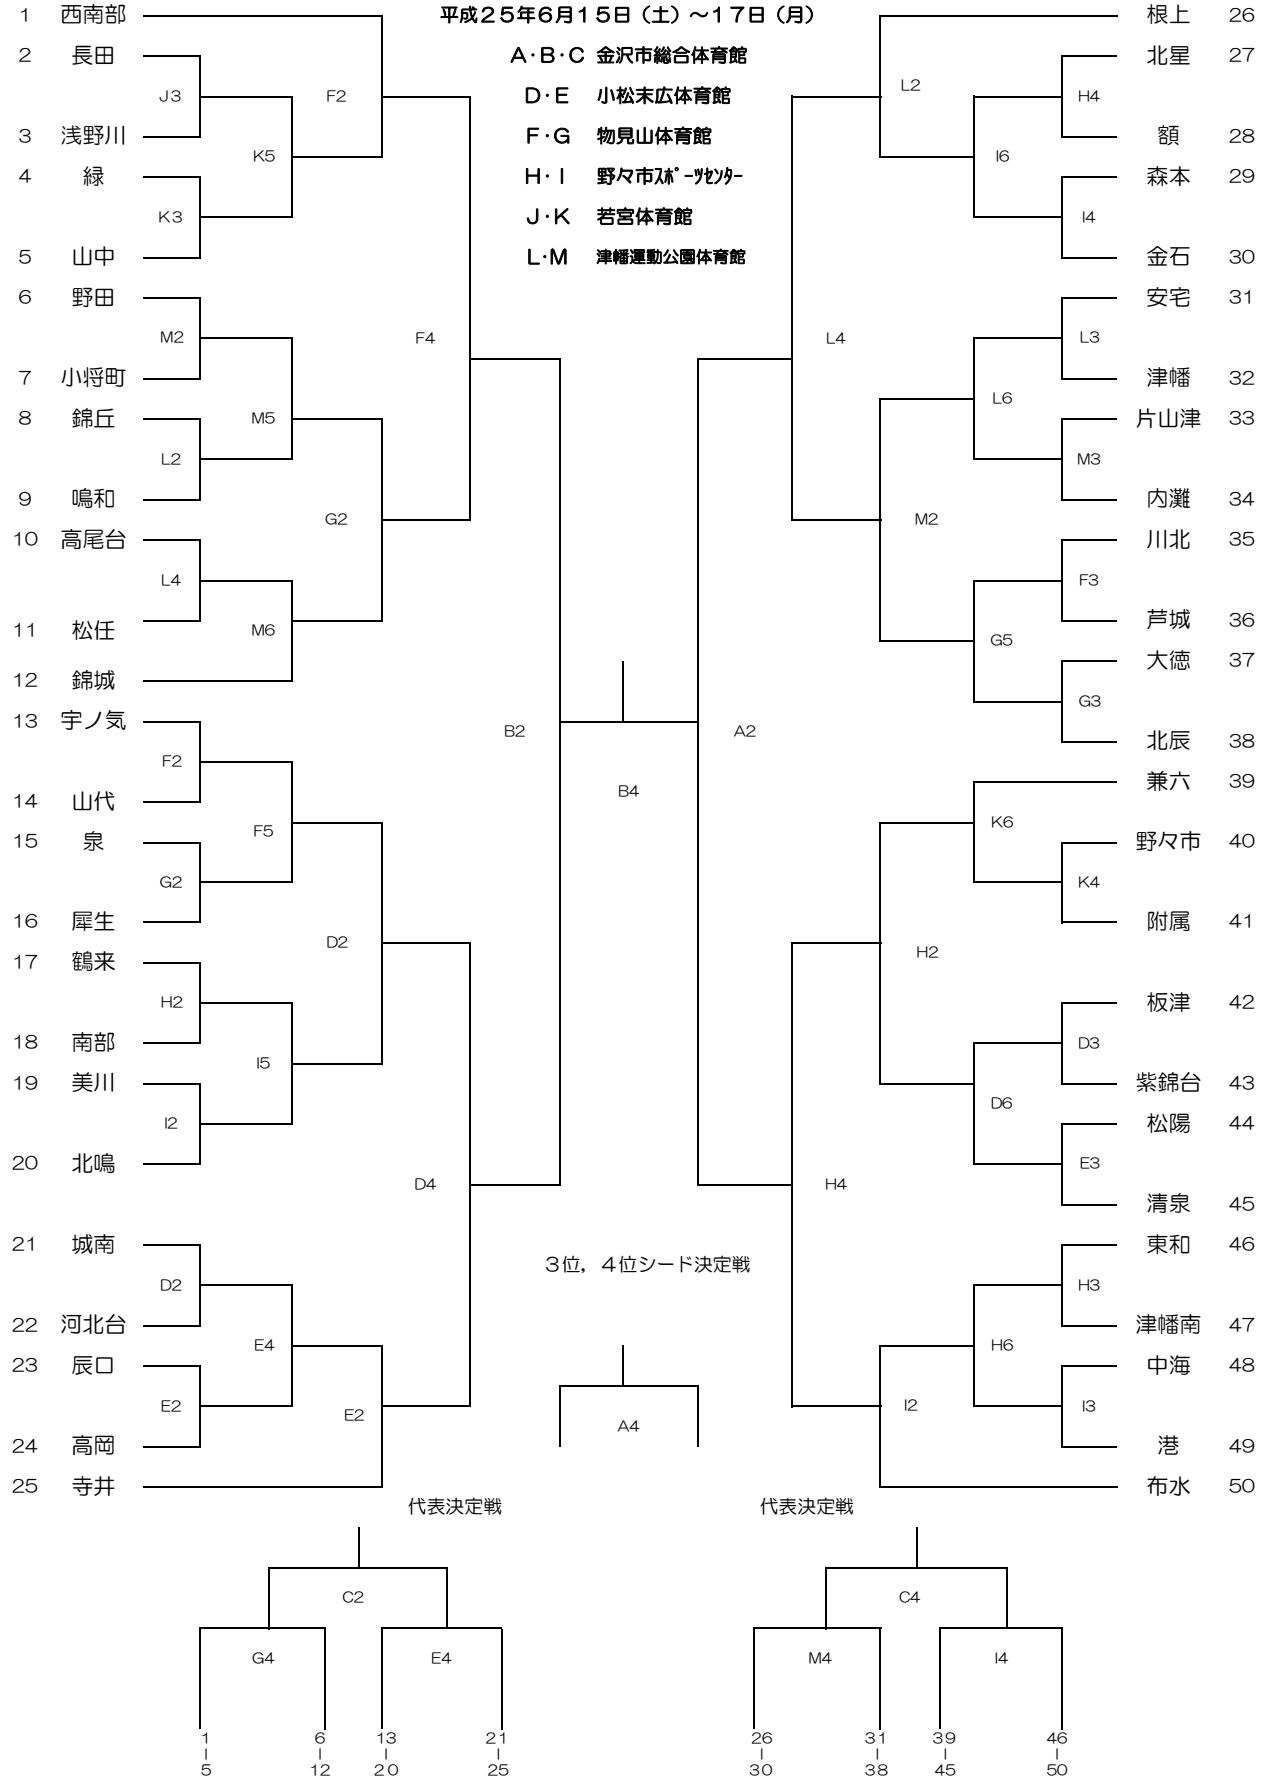 平成２５年６月１５日（土）～１７日（月）
A・B・C 金沢市総合体育館
D・E 小松末広体育館
F・G 物見山体育館
H・I 野々市ｽﾎﾟｰﾂｾﾝﾀｰ
J・K 若宮体育館
L・M 津幡運動公園体育館
1 西南部
2 長田
J3
F2
3 浅野川
K5
4 緑
K3
5 山中
6 野田
M2
F4
7 小将町
8 錦丘
M5
L2
9 鳴和
G2
10 高尾台
L4
11 松任
M6
12 錦城
13 宇ノ気
F2
B2
14 山代
F5
15 泉
G2
16 犀生
D2
17 鶴来
H2
18 南部
I5
19 美川
I2
20 北鳴
D4
21 城南
D2
22 河北台
E4
23 辰口
E2
E2
24 高岡
25 寺井
根上 26
北星 27
L2
H4
額 28
I6
森本 29
I4
金石 30
安宅 31
L4
L3
津幡 32
L6
片山津 33
M3
内灘 34
M2
川北 35
F3
芦城 36
G5
大徳 37
G3
A2
北辰 38
兼六 39
K6
野々市 40
K4
附属 41
H2
板津 42
D3
紫錦台 43
D6
松陽 44
E3
H4
清泉 45
東和 46
H3
津幡南 47
H6
中海 48
I2
I3
港 49
布水 50
B4
３位，４位シード決定戦
A4
代表決定戦
C2
G4 E4
1 6 13 21
| | | |
5 12 20 25
代表決定戦
C4
M4 I4
26 31 39 46
| | | |
30 38 45 50